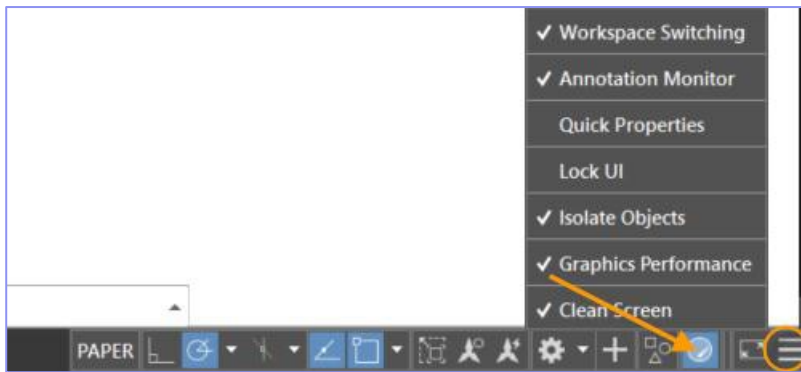 ✓ Workspace Switching
✓ Annotation Monitor
Quick Properties
Lock UI
✓ Isolate Objects
✓ Graphics Performance
✓ Clean Screen
PAPER